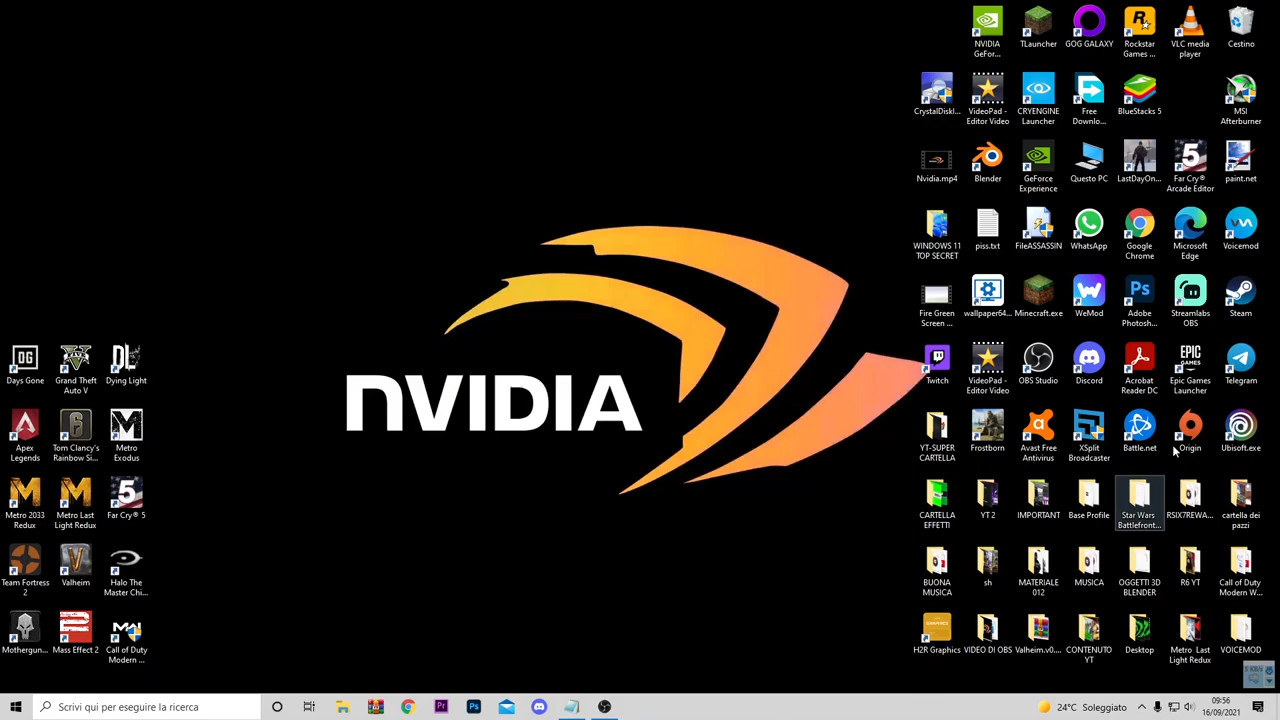 NVIDIA GeFor...
TLauncher
GOG GALAXY
Rockstar Games ...
VLC media player
Cestino
CrystalDiskI...
VideoPad - Editor Video
CRYENGINE Launcher
Free Downlo...
BlueStacks 5
MSI Afterburner
Nvidia.mp4
Blender
GeForce Experience
Questo PC
LastDayOn...
Far Cry® Arcade Editor
paint.net
WINDOWS 11 TOP SECRET
piss.txt
FileASSASSIN
WhatsApp
Google Chrome
Microsoft Edge
Voicemod
Fire Green Screen ...
wallpaper64...
Minecraft.exe
WeMod
Adobe Photosh...
Streamlabs OBS
Steam
Days Gone
Grand Theft Auto V
Dying Light
NVIDIA
Twitch
VideoPad - Editor Video
OBS Studio
Discord
Acrobat Reader DC
Epic Games Launcher
Telegram
Apex Legends
Tom Clancy's Rainbow Si...
Metro Exodus
YT-SUPER CARTELLA
Frostborn
Avast Free Antivirus
XSplit Broadcaster
Battle.net
Origin
Ubisoft.exe
Metro 2033 Redux
Metro Last Light Redux
Far Cry® 5
CARTELLA EFFETTI
YT 2
IMPORTANT
Base Profile
Star Wars Battlefront...
RSIX7REWA...
cartella dei pazzi
Team Fortress 2
Valheim
Halo The Master Chi...
BUONA MUSICA
sh
MATERIALE 012
MUSICA
OGGETTI 3D BLENDER
R6 YT
Call of Duty Modern W...
Mothergun...
Mass Effect 2
Call of Duty Modern ...
H2R Graphics
VIDEO DI OBS
Valheim.v0....
CONTENUTO YT
Desktop
Metro Last Light Redux
VOICEMOD
Scrivi qui per eseguire la ricerca
24°C Soleggiato
09:56
16/09/2021